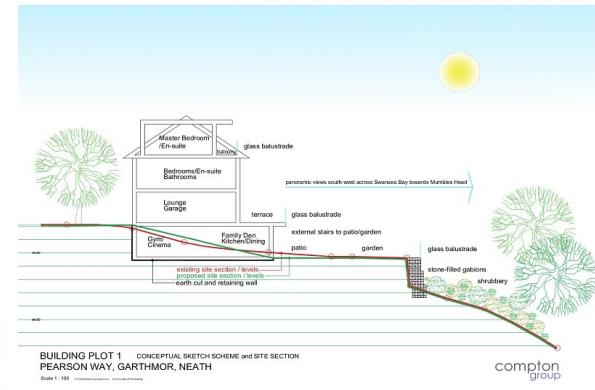 Master Bedroom
/En-suite
balcony
glass balustrade
Bedrooms/En-suite
Bathrooms
panoramic views south-west across Swansea Bay towards Mumbles Head
Lounge
Garage
terrace
glass balustrade
external stairs to patio/garden
Gym/
Cinema
Family Den
Kitchen/Dining
patio
garden
glass balustrade
existing site section / levels
proposed site section / levels
earth cut and retaining wall
stone-filled gabions
shrubbery
BUILDING PLOT 1 CONCEPTUAL SKETCH SCHEME and SITE SECTION
PEARSON WAY, GARTHMOR, NEATH
Scale 1 : 100
compton
group